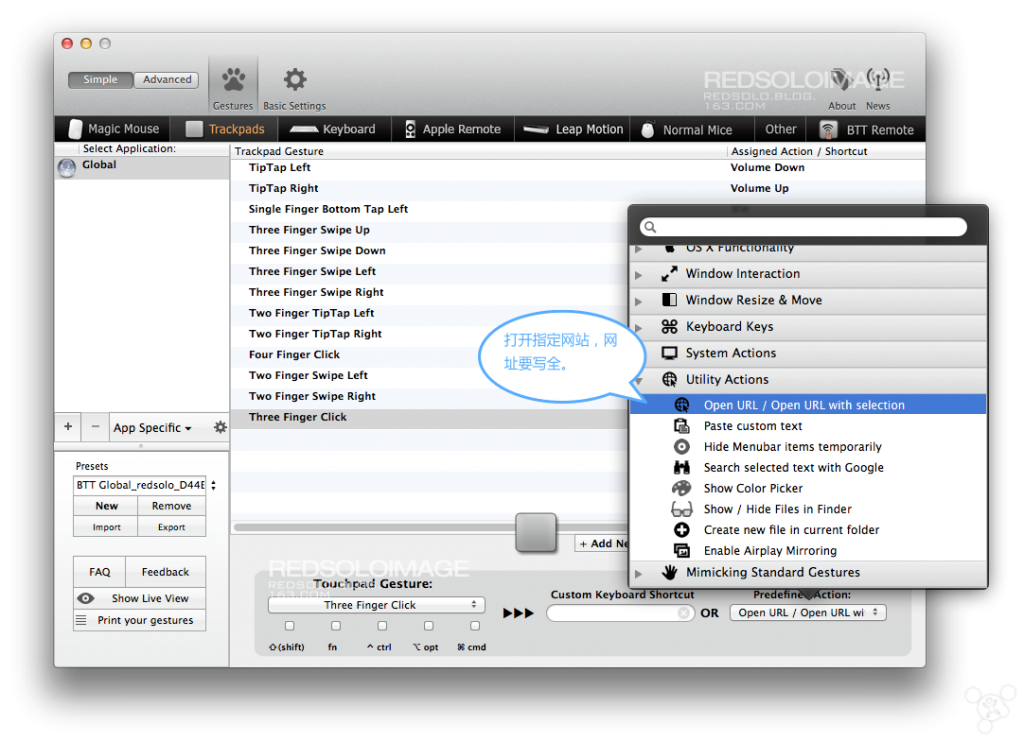 Simple
Advanced
Gestures
Basic Settings
REDSOLOIMAGE
REDSOLO.BLOG.
163.COM
About
News
Magic Mouse
Trackpads
Keyboard
Apple Remote
Leap Motion
Normal Mice
Other
BTT Remote
Select Application:
Global
Trackpad Gesture
Assigned Action / Shortcut
TipTap Left
Volume Down
TipTap Right
Volume Up
Single Finger Bottom Tap Left
Three Finger Swipe Up
Three Finger Swipe Down
Three Finger Swipe Left
Three Finger Swipe Right
Two Finger TipTap Left
Two Finger TipTap Right
Four Finger Click
Two Finger Swipe Left
Two Finger Swipe Right
Three Finger Click
打开指定网站，网
址要写全。
OS X Functionality
Window Interaction
Window Resize & Move
Keyboard Keys
System Actions
Utility Actions
Open URL / Open URL with selection
Paste custom text
Hide Menubar items temporarily
Search selected text with Google
Show Color Picker
Show / Hide Files in Finder
Create new file in current folder
Enable Airplay Mirroring
Mimicking Standard Gestures
+
−
App Specific
Presets
BTT Global_redsolo_D44E
New
Remove
Import
Export
FAQ
Feedback
Show Live View
Print your gestures
+ Add Ne
REDSOLOIMAGE
REDSOLO
163.COM
Touchpad Gesture:
Three Finger Click
⇧(shift)
fn
^ ctrl
⌥ opt
⌘ cmd
Custom Keyboard Shortcut
OR
Predefine Action:
Open URL / Open URL wi